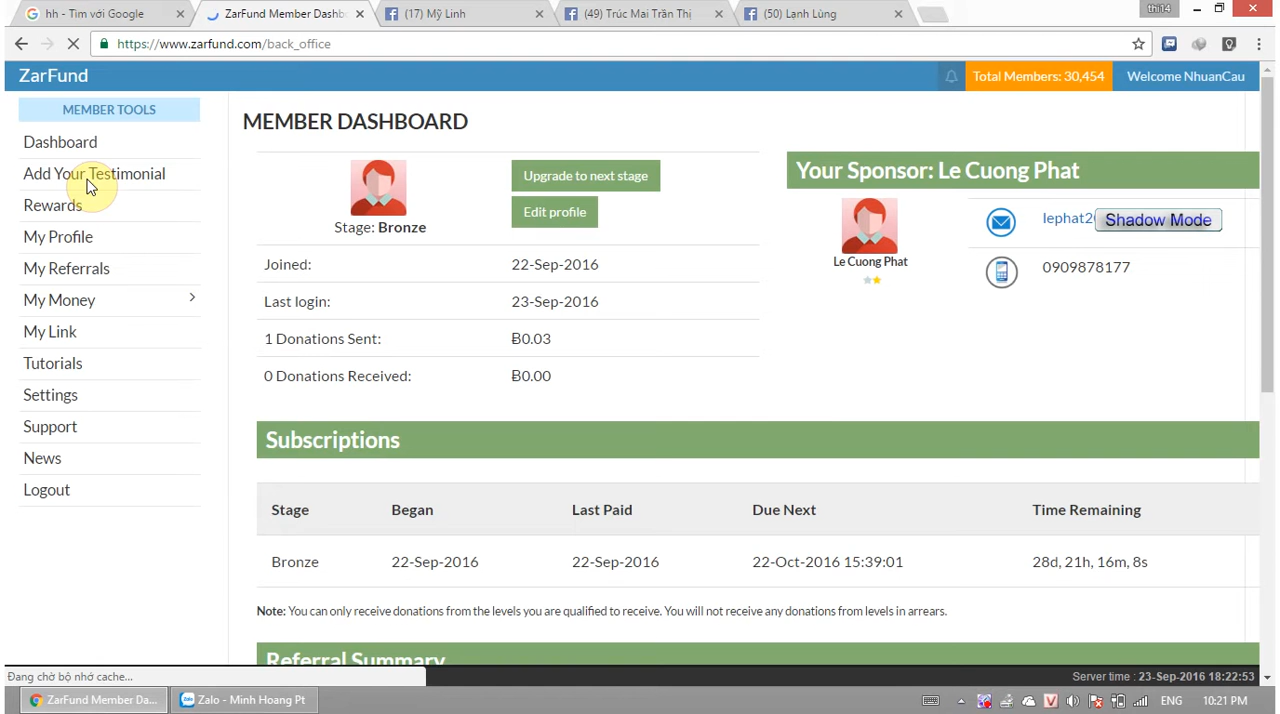 hh - Tìm với Google
ZarFund Member Dashb
(17) Mỹ Linh
(49) Trúc Mai Trần Thị
(50) Lạnh Lùng
thi14
https://www.zarfund.com/back_office
ZarFund
Total Members: 30,454
Welcome NhuanCau
MEMBER TOOLS
Dashboard
Add Your Testimonial
Rewards
My Profile
My Referrals
My Money
My Link
Tutorials
Settings
Support
News
Logout
MEMBER DASHBOARD
Stage: Bronze
Upgrade to next stage
Edit profile
Joined: 22-Sep-2016
Last login: 23-Sep-2016
1 Donations Sent: Ƀ0.03
0 Donations Received: Ƀ0.00
Your Sponsor: Le Cuong Phat
Le Cuong Phat
Shadow Mode
0909878177
Subscriptions
Stage Began Last Paid Due Next Time Remaining
Bronze 22-Sep-2016 22-Sep-2016 22-Oct-2016 15:39:01 28d, 21h, 16m, 8s
Note: You can only receive donations from the levels you are qualified to receive. You will not receive any donations from levels in arrears.
Referral Summary
Đang chờ bộ nhớ cache...
Server time : 23-Sep-2016 18:22:53
ZarFund Member Da...
Zalo - Minh Hoang Pt
ENG
10:21 PM